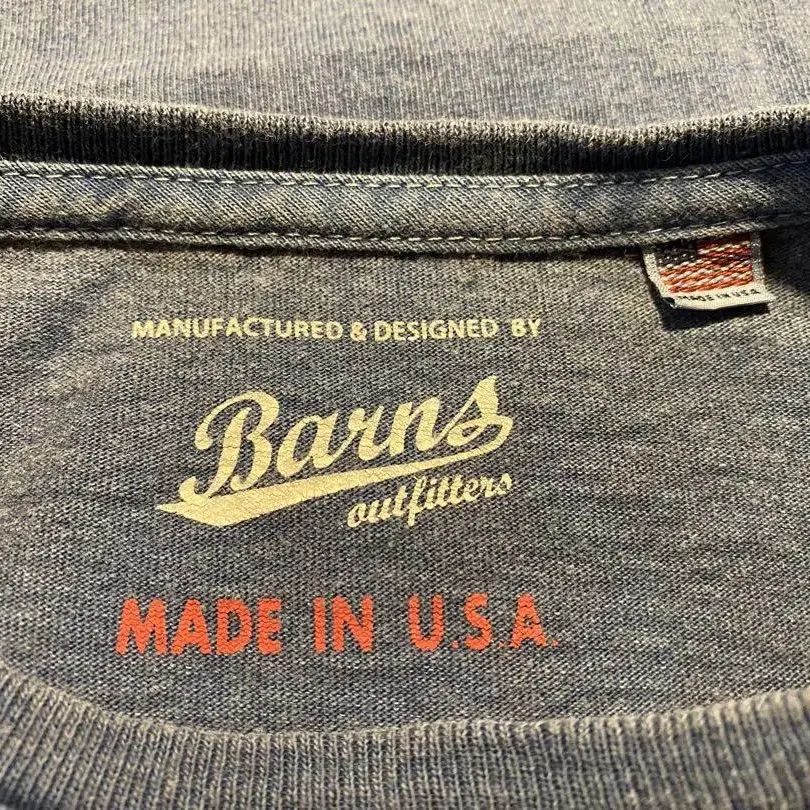 MADE IN U.S.A
MANUFACTURED & DESIGNED BY
Barns
outfitters
MADE IN U.S.A.